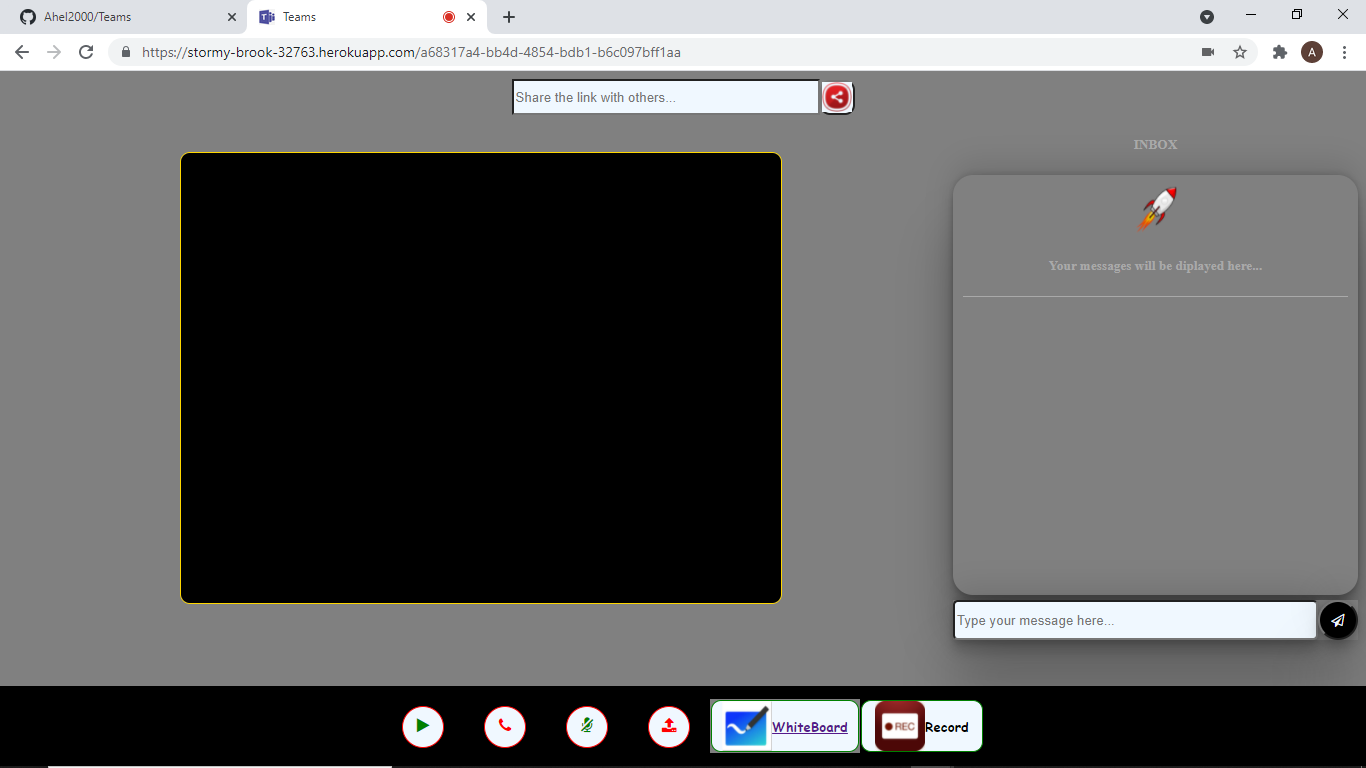 Ahel2000/Teams
Teams
https://stormy-brook-32763.herokuapp.com/a68317a4-bb4d-4854-bdb1-b6c097bff1aa
A
Share the link with others...
INBOX
Your messages will be diplayed here...
Type your message here...
WhiteBoard
REC
Record